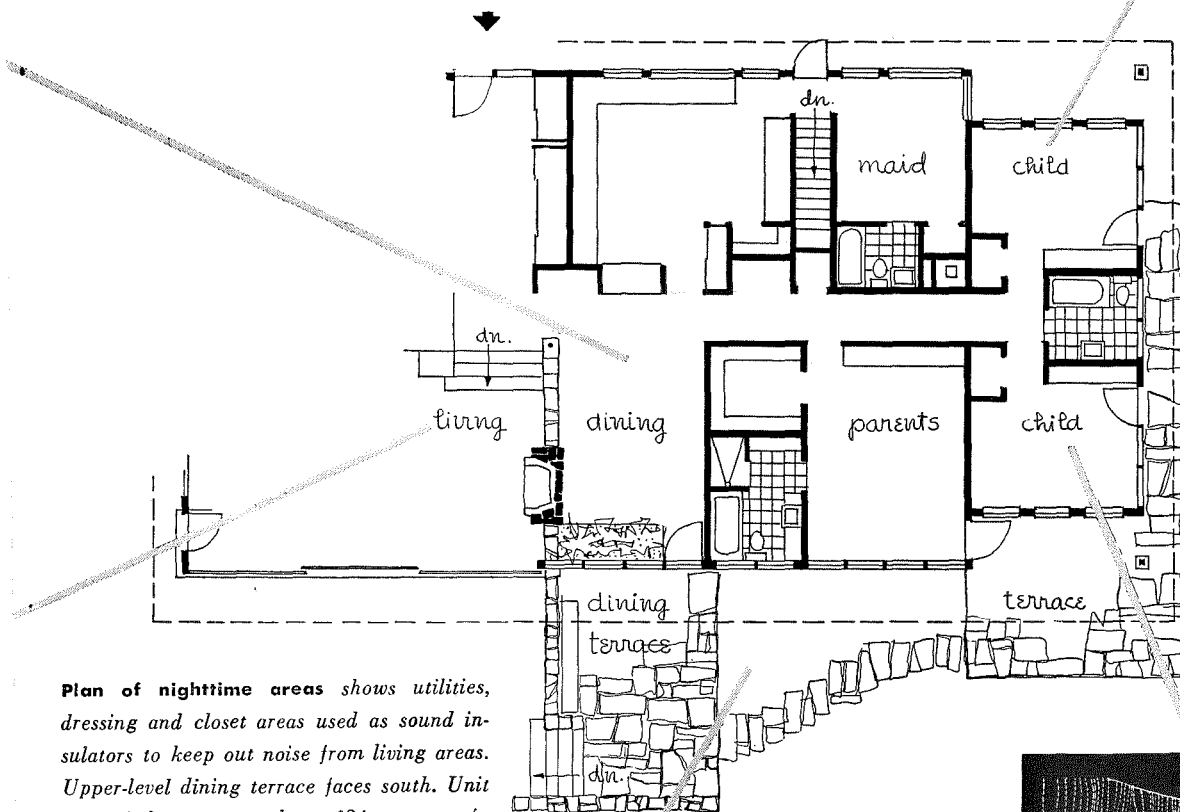 dn.
maid
child
dn.
living
dining
parents
child
dining
terrace
terrace
dn.
Plan of nighttime areas shows utilities,
dressing and closet areas used as sound in-
sulators to keep out noise from living areas.
Upper-level dining terrace faces south. Unit